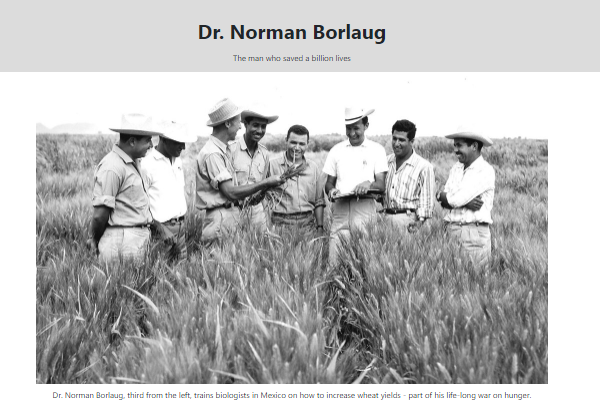 Dr. Norman Borlaug
The man who saved a billion lives
Dr. Norman Borlaug, third from the left, trains biologists in Mexico on how to increase wheat yields - part of his life-long war on hunger.